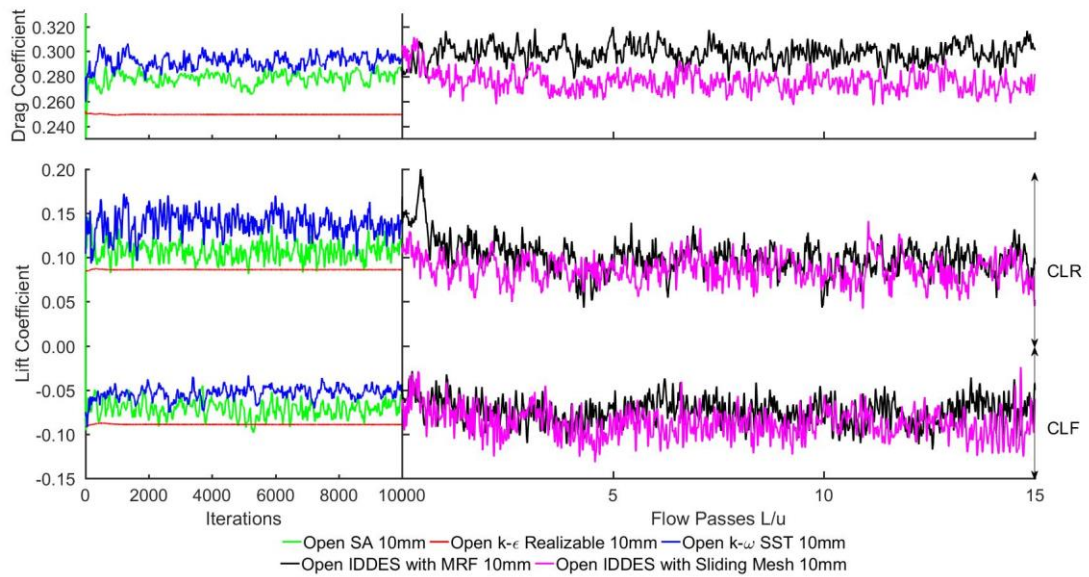 Drag Coefficient
0.320
0.300
0.280
0.260
0.240
Lift Coefficient
0.20
0.15
0.10
0.05
0.00
-0.05
-0.10
-0.15
CLR
CLF
0 2000 4000 6000 8000 10000 5 10 15
Iterations Flow Passes L/u
Open SA 10mm Open k-ϵ Realizable 10mm Open k-ω SST 10mm
Open IDDES with MRF 10mm Open IDDES with Sliding Mesh 10mm